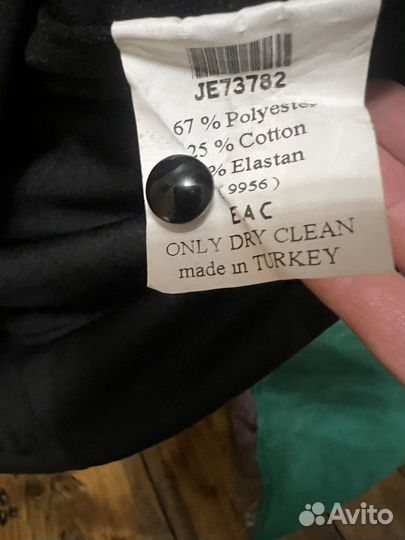 JE73782
67 % Polyester
25 % Cotton
% Elastan
(9956)
EAC
ONLY DRY CLEAN
made in TURKEY
Avito